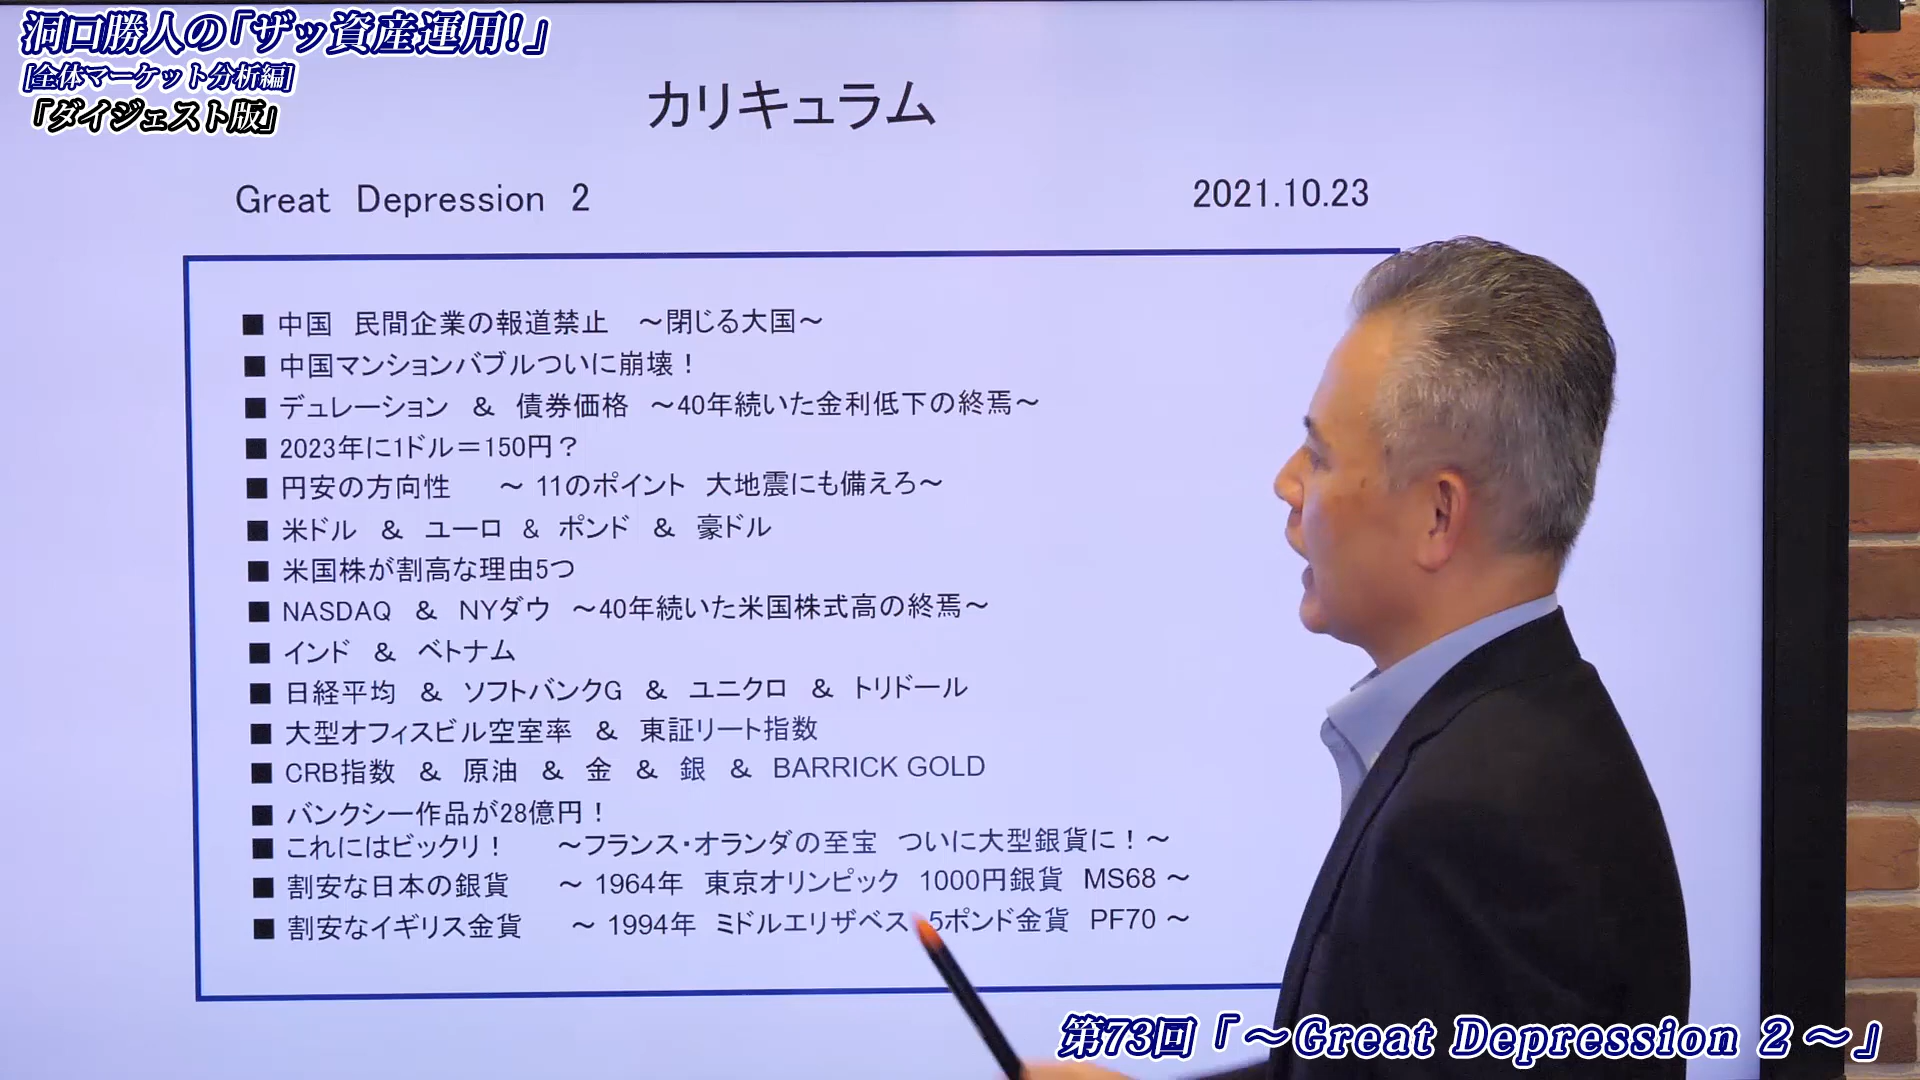 洞口勝人の「ザッ資産運用!」
[全体マーケット分析編]
「ダイジェスト版」
カリキュラム
Great Depression 2
2021.10.23
■ 中国 民間企業の報道禁止 ～閉じる大国～
■ 中国マンションバブルついに崩壊！
■ デュレーション ＆ 債券価格 ～40年続いた金利低下の終焉～
■ 2023年に1ドル＝150円？
■ 円安の方向性 ～ 11のポイント 大地震にも備えろ～
■ 米ドル ＆ ユーロ ＆ ポンド ＆ 豪ドル
■ 米国株が割高な理由5つ
■ NASDAQ ＆ NYダウ ～40年続いた米国株式高の終焉～
■ インド ＆ ベトナム
■ 日経平均 ＆ ソフトバンクG ＆ ユニクロ ＆ トリドール
■ 大型オフィスビル空室率 ＆ 東証リート指数
■ CRB指数 ＆ 原油 ＆ 金 ＆ 銀 ＆ BARRICK GOLD
■ バンクシー作品が28億円！
■ これにはビックリ！ ～フランス・オランダの至宝 ついに大型銀貨に！～
■ 割安な日本の銀貨 ～ 1964年 東京オリンピック 1000円銀貨 MS68 ～
■ 割安なイギリス金貨 ～ 1994年 ミドルエリザベス 5ポンド金貨 PF70 ～
第73回「～Great Depression 2 ～」